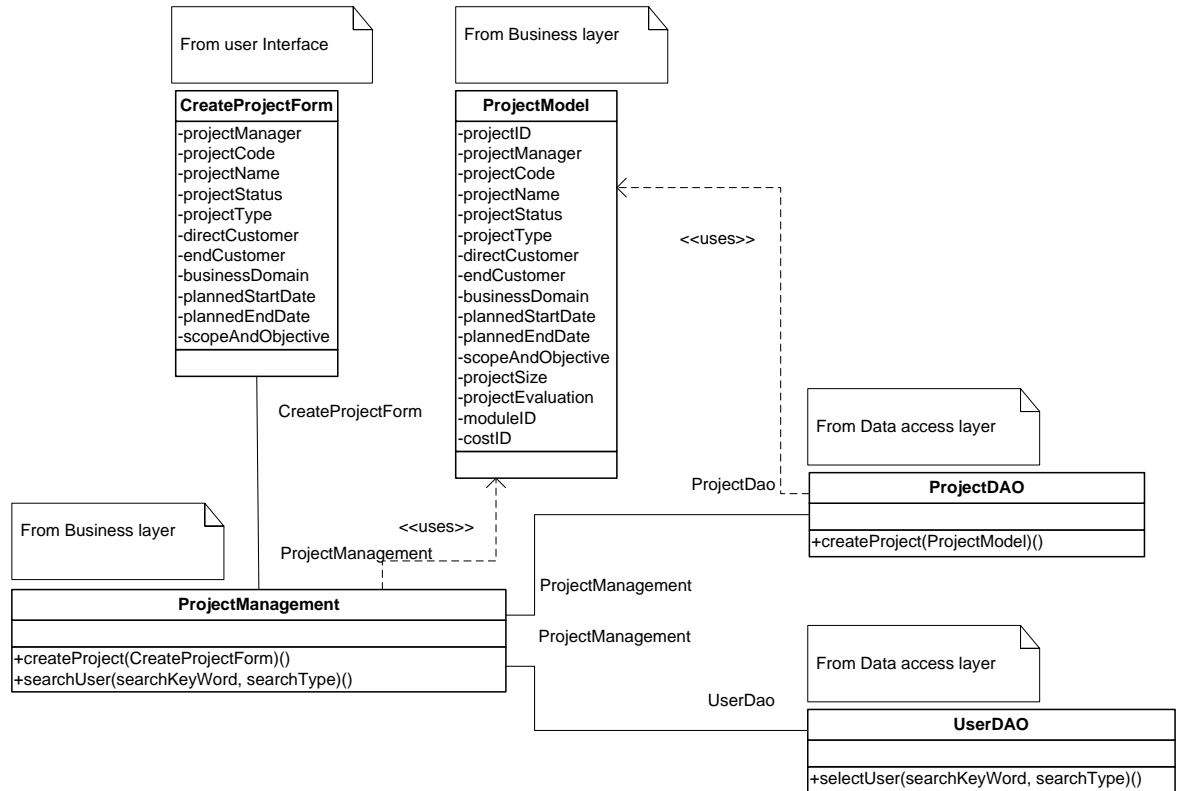 From user Interface
CreateProjectForm
-projectManager
-projectCode
-projectName
-projectStatus
-projectType
-directCustomer
-endCustomer
-businessDomain
-plannedStartDate
-plannedEndDate
-scopeAndObjective
From Business layer
ProjectModel
-projectID
-projectManager
-projectCode
-projectName
-projectStatus
-projectType
-directCustomer
-endCustomer
-businessDomain
-plannedStartDate
-plannedEndDate
-scopeAndObjective
-projectSize
-projectEvaluation
-moduleID
-costID
<<uses>>
CreateProjectForm
From Data access layer
ProjectDao
ProjectDAO
+createProject(ProjectModel)()
From Business layer
<<uses>>
ProjectManagement
ProjectManagement
ProjectManagement
+createProject(CreateProjectForm)()
+searchUser(searchKeyWord, searchType)()
ProjectManagement
From Data access layer
UserDao
UserDAO
+selectUser(searchKeyWord, searchType)()